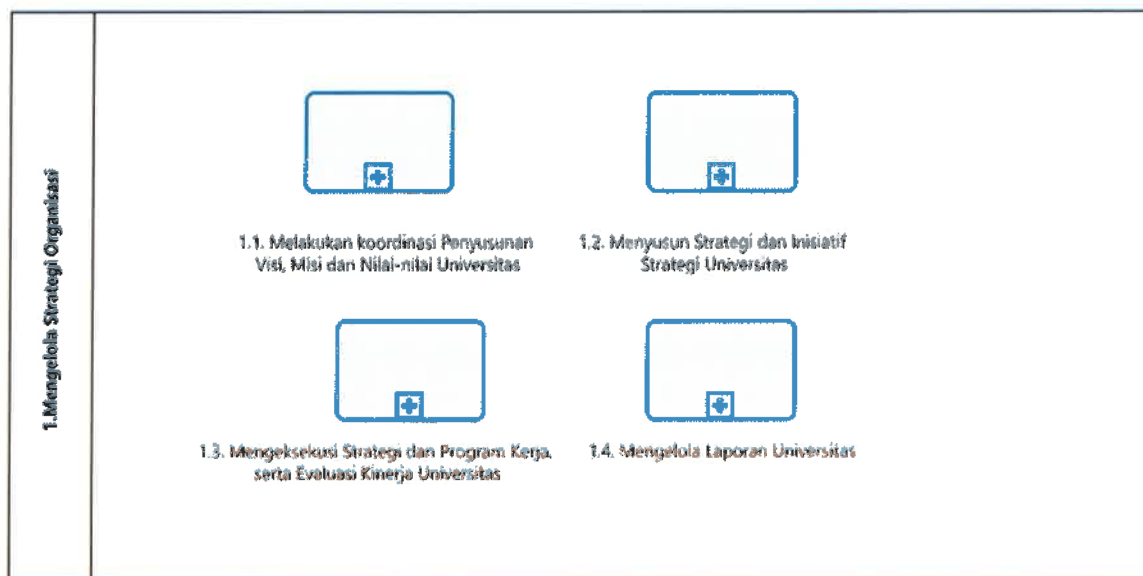 1.Mengelola Strategi Organisasi
1.1. Melakukan koordinasi Penyusunan
Visi, Misi dan Nilai-nilai Universitas
1.2. Menyusun Strategi dan Inisiatif
Strategi Universitas
1.3. Mengeksekusi Strategi dan Program Kerja,
serta Evaluasi Kinerja Universitas
1.4. Mengelola Laporan Universitas